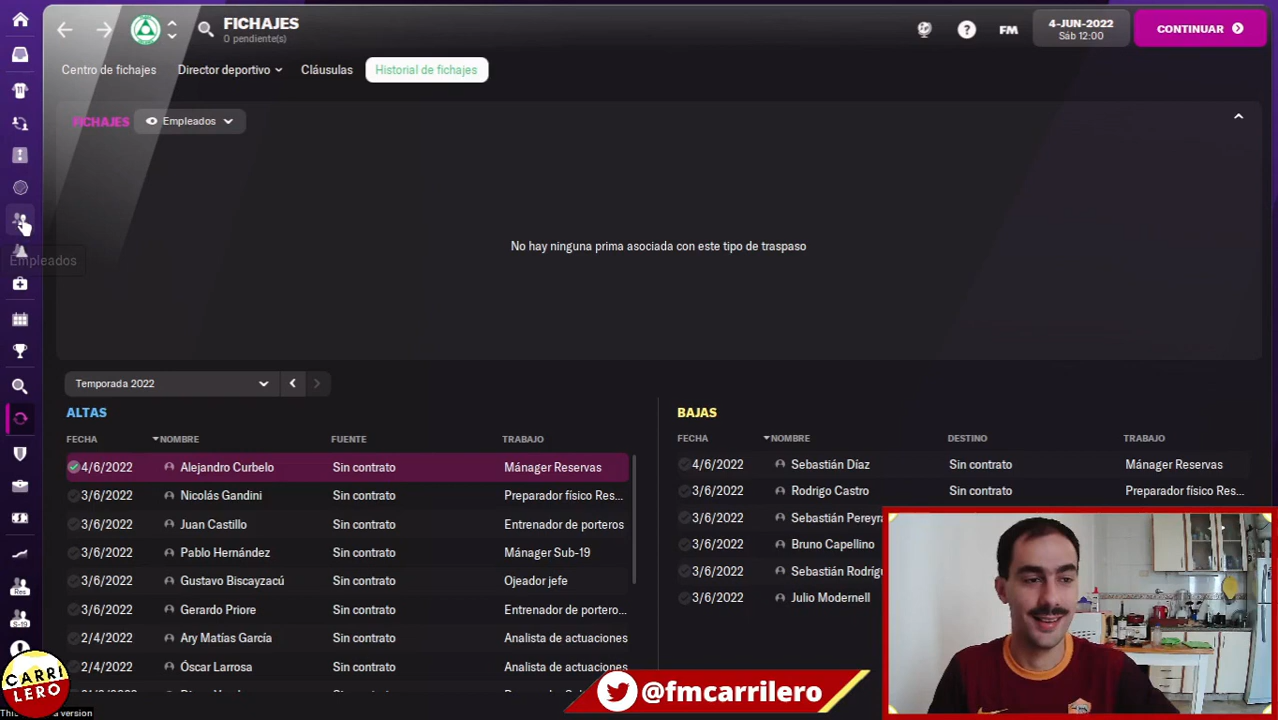 FICHAJES
0 pendiente(s)
FM
4-JUN-2022
Sáb 12:00
CONTINUAR
Centro de fichajes
Director deportivo
Cláusulas
Historial de fichajes
FICHAJES
Empleados
Empleados
No hay ninguna prima asociada con este tipo de traspaso
Temporada 2022
ALTAS
FECHA NOMBRE FUENTE TRABAJO
4/6/2022 Alejandro Curbelo Sin contrato Mánager Reservas
3/6/2022 Nicolás Gandini Sin contrato Preparador físico Res...
3/6/2022 Juan Castillo Sin contrato Entrenador de porteros
3/6/2022 Pablo Hernández Sin contrato Mánager Sub-19
3/6/2022 Gustavo Biscayzacú Sin contrato Ojeador jefe
3/6/2022 Gerardo Priore Sin contrato Entrenador de portero...
2/4/2022 Ary Matías García Sin contrato Analista de actuaciones
2/4/2022 Óscar Larrosa Sin contrato Analista de actuaciones
BAJAS
FECHA NOMBRE DESTINO TRABAJO
4/6/2022 Sebastián Díaz Sin contrato Mánager Reservas
3/6/2022 Rodrigo Castro Sin contrato Preparador físico Res...
3/6/2022 Sebastián
3/6/2022 Bruno Capellino
3/6/2022 Sebastián
3/6/2022 Julio Modernell
Res
S-19
CARRI
LERO
@fmcarrilero
version